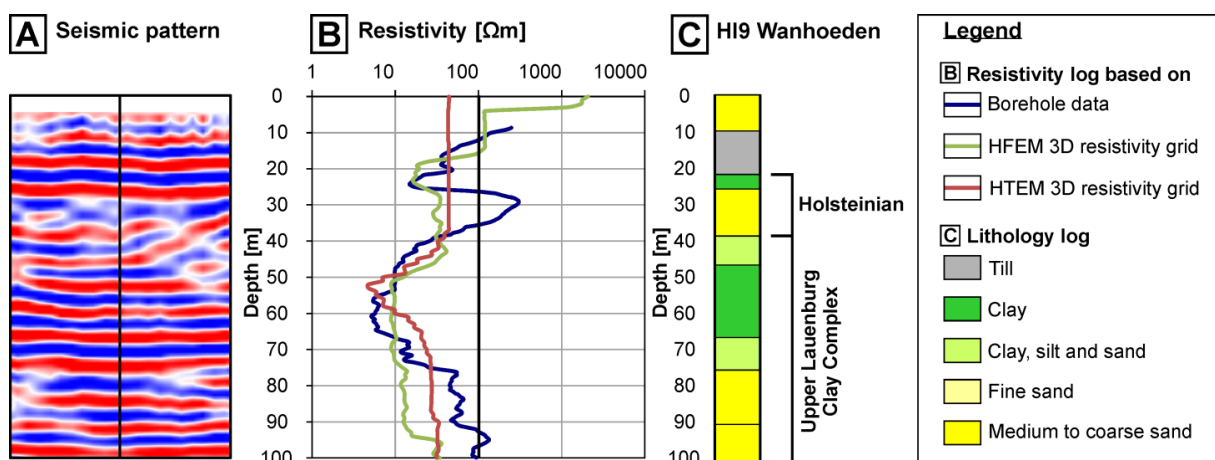 A Seismic pattern
B Resistivity [Ωm]
C HI9 Wanhoeden
1 10 100 1000 10000
Depth [m]
0
10
20
30
40
50
60
70
80
90
100
Depth [m]
0
10
20
30
40
50
60
70
80
90
100
Holsteinian
Upper Lauenburg
Clay Complex
Legend
B Resistivity log based on
Borehole data
HFEM 3D resistivity grid
HTEM 3D resistivity grid
C Lithology log
Till
Clay
Clay, silt and sand
Fine sand
Medium to coarse sand